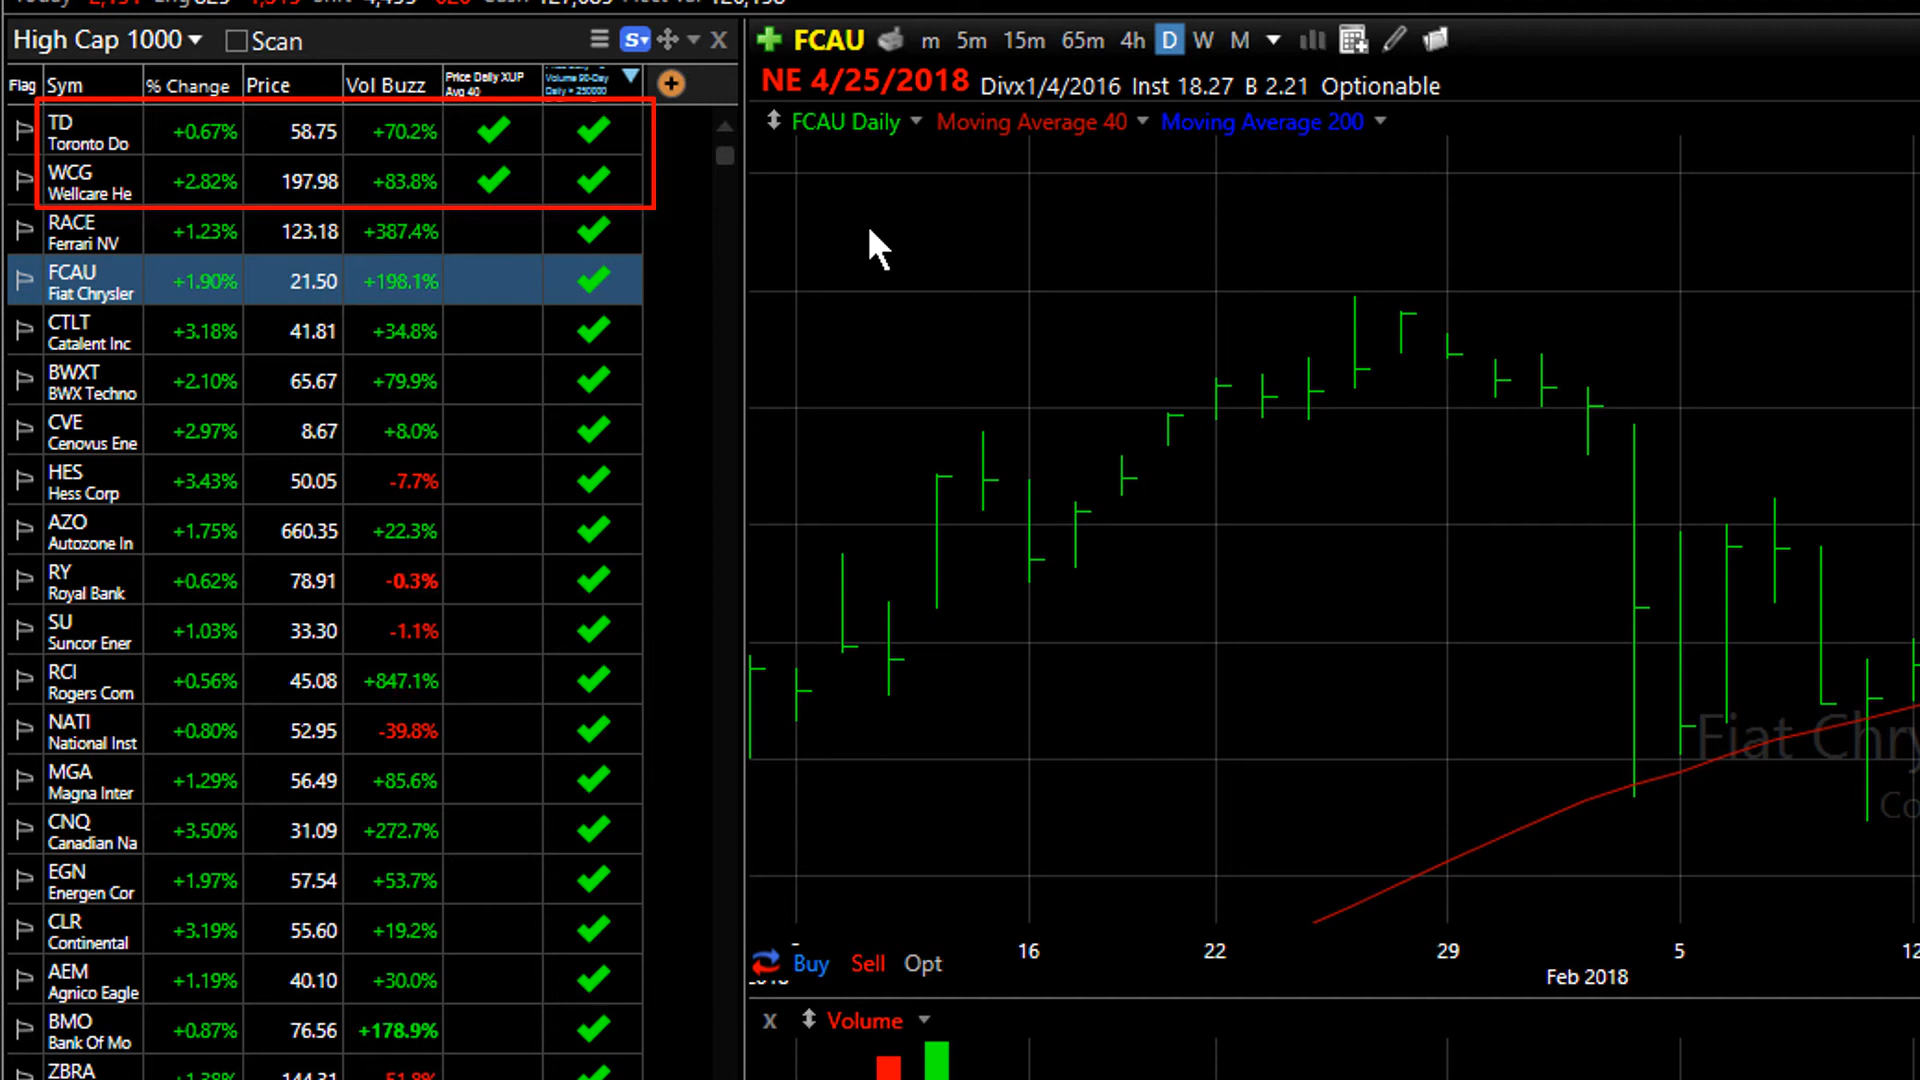 High Cap 1000 Scan
Flag Sym % Change Price Vol Buzz Price Daily XUP Avg 40 Volume 90-Day Daily > 250000
TD +0.67% 58.75 +70.2%
Toronto Do
WCG +2.82% 197.98 +83.8%
Wellcare He
RACE +1.23% 123.18 +387.4%
Ferrari NV
FCAU +1.90% 21.50 +198.1%
Fiat Chrysler
CTLT +3.18% 41.81 +34.8%
Catalent Inc
BWXT +2.10% 65.67 +79.9%
BWX Techno
CVE +2.97% 8.67 +8.0%
Cenovus Ene
HES +3.43% 50.05 -7.7%
Hess Corp
AZO +1.75% 660.35 +22.3%
Autozone In
RY +0.62% 78.91 -0.3%
Royal Bank
SU +1.03% 33.30 -1.1%
Suncor Ener
RCI +0.56% 45.08 +847.1%
Rogers Com
NATI +0.80% 52.95 -39.8%
National Inst
MGA +1.29% 56.49 +85.6%
Magna Inter
CNQ +3.50% 31.09 +272.7%
Canadian Na
EGN +1.97% 57.54 +53.7%
Energen Cor
CLR +3.19% 55.60 +19.2%
Continental
AEM +1.19% 40.10 +30.0%
Agnico Eagle
BMO +0.87% 76.56 +178.9%
Bank Of Mo
ZBRA
FCAU m 5m 15m 65m 4h D W M
NE 4/25/2018 Divx1/4/2016 Inst 18.27 B 2.21 Optionable
FCAU Daily Moving Average 40 Moving Average 200
Fiat Chry
Co
16 22 29 5 12
Feb 2018
Buy Sell Opt
X Volume